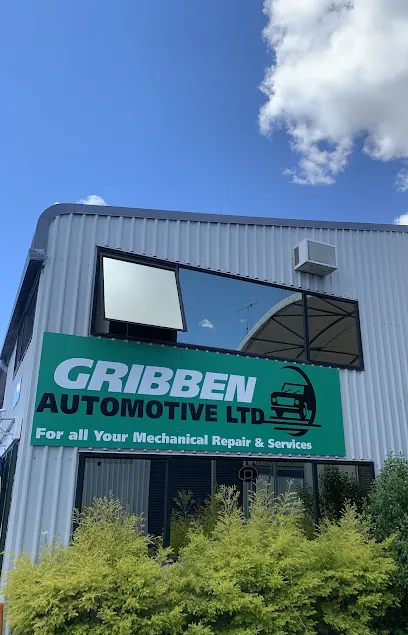 GRIBBEN
AUTOMOTIVE LTD
For all Your Mechanical Repair & Services